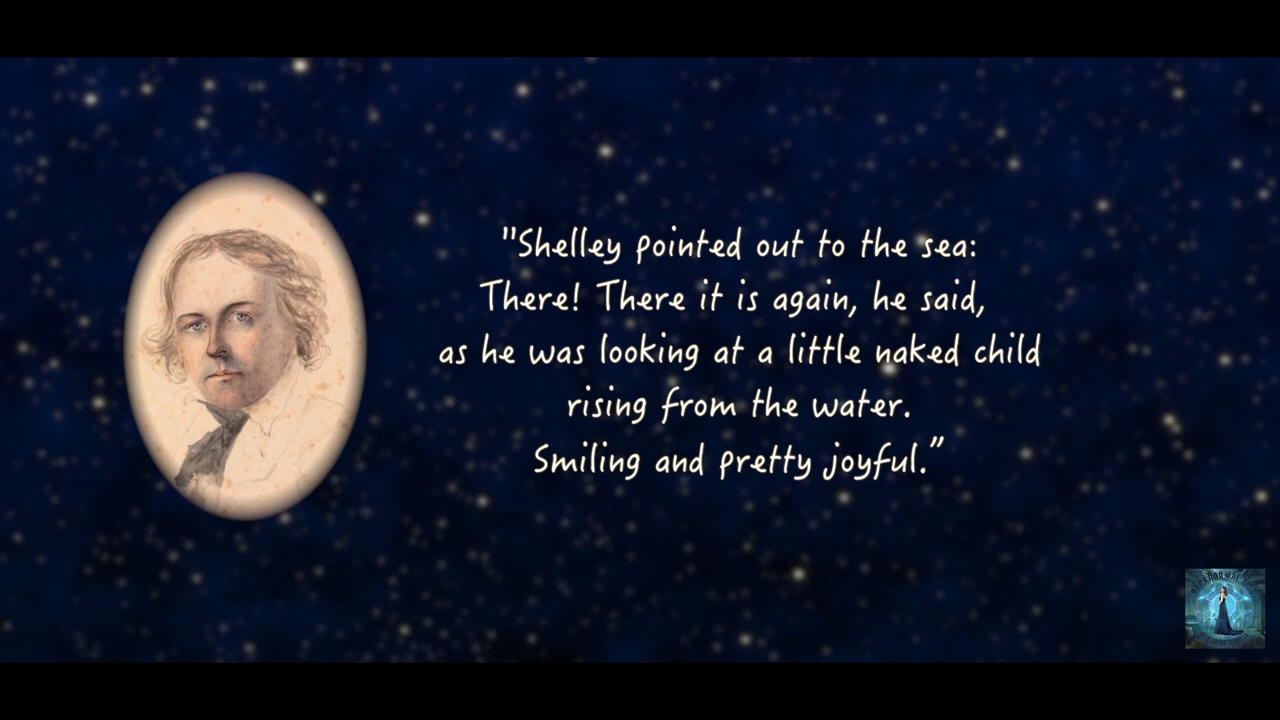 "Shelley pointed out to the sea:
There! There it is again, he said,
as he was looking at a little naked child
rising from the water.
Smiling and pretty joyful.”